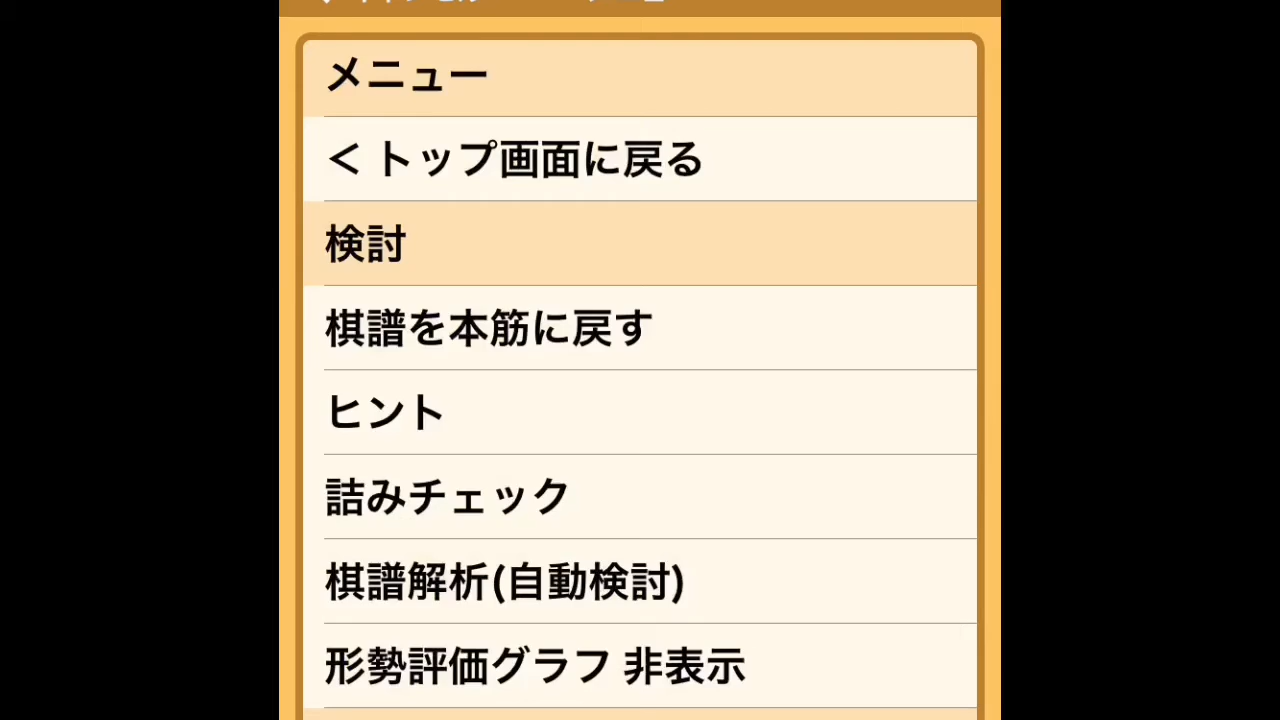 メニュー
< トップ画面に戻る
検討
棋譜を本筋に戻す
ヒント
詰みチェック
棋譜解析(自動検討)
形勢評価グラフ 非表示